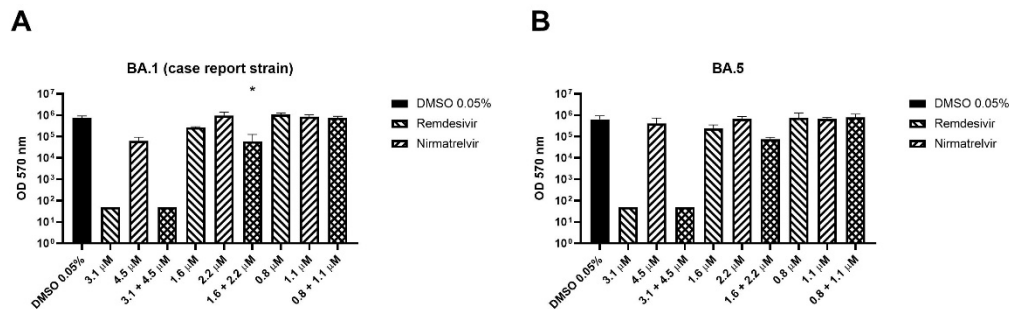 A
BA.1 (case report strain)
*
OD 570 nm
10⁷
10⁶
10⁵
10⁴
10³
10²
10¹
10⁰
DMSO 0.05%
3.1 µM
4.5 µM
3.1 + 4.5 µM
1.6 µM
2.2 µM
1.6 + 2.2 µM
0.8 µM
1.1 µM
0.8 + 1.1 µM
DMSO 0.05%
Remdesivir
Nirmatrelvir
B
BA.5
OD 570 nm
10⁷
10⁶
10⁵
10⁴
10³
10²
10¹
10⁰
DMSO 0.05%
3.1 µM
4.5 µM
3.1 + 4.5 µM
1.6 µM
2.2 µM
1.6 + 2.2 µM
0.8 µM
1.1 µM
0.8 + 1.1 µM
DMSO 0.05%
Remdesivir
Nirmatrelvir